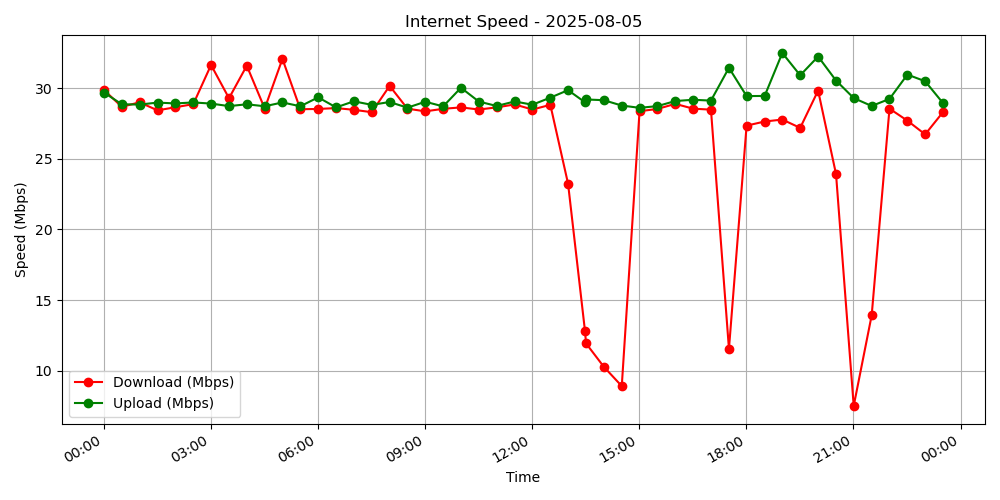 Internet Speed - 2025-08-05
Speed (Mbps)
30
25
20
15
10
Download (Mbps)
Upload (Mbps)
00:00
03:00
06:00
09:00
12:00
15:00
18:00
21:00
00:00
Time